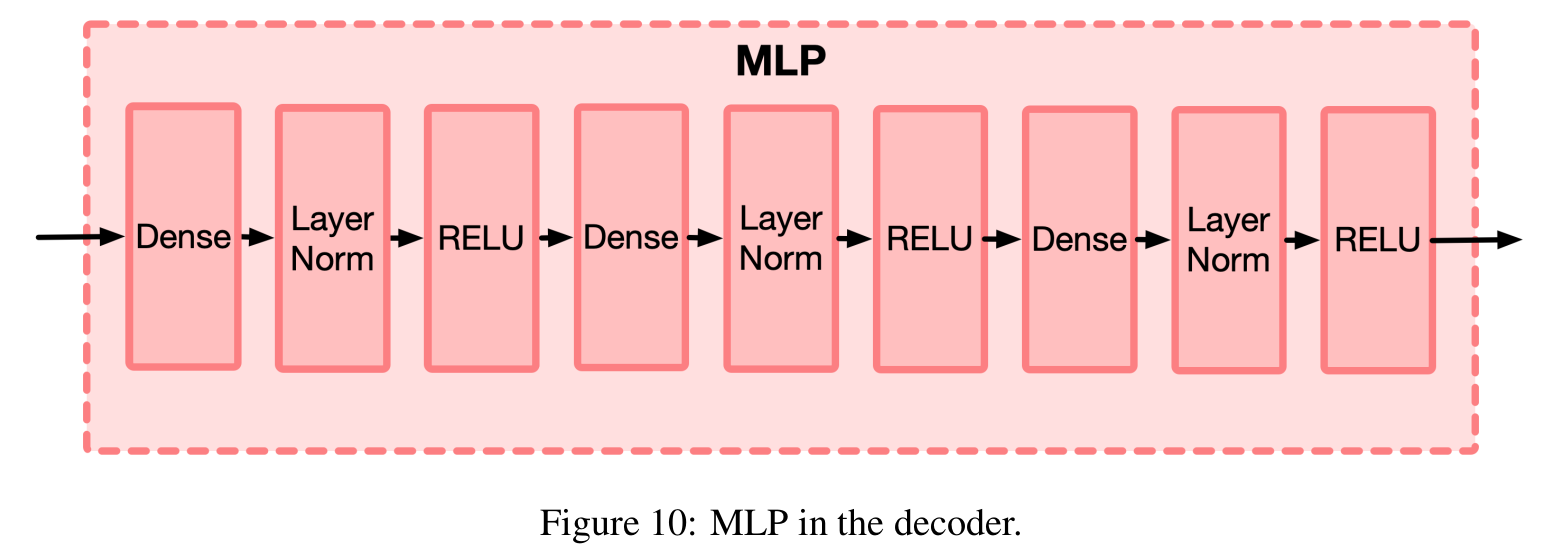 MLP
Dense
Layer
Norm
RELU
Dense
Layer
Norm
RELU
Dense
Layer
Norm
RELU
Figure 10: MLP in the decoder.